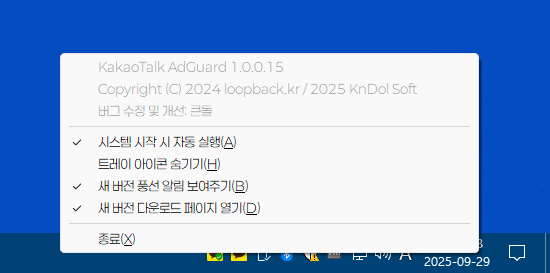 KakaoTalk AdGuard 1.0.0.15
Copyright (C) 2024 loopback.kr / 2025 KnDol Soft
버그 수정 및 개선: 큰돌
시스템 시작 시 자동 실행(A)
트레이 아이콘 숨기기(H)
새 버전 풍선 알림 보여주기(B)
새 버전 다운로드 페이지 열기(D)
종료(X)
A
2025-09-29